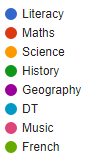 Literacy
Maths
Science
History
Geography
DT
Music
French